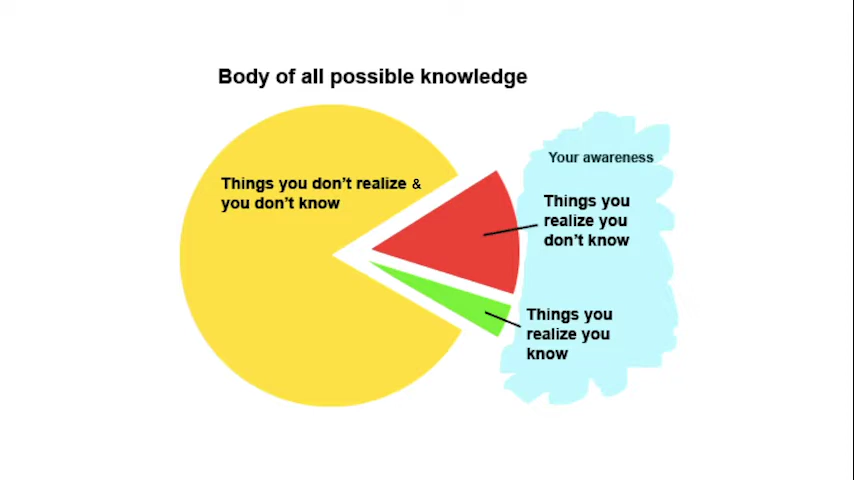 Body of all possible knowledge
Things you don't realize &
you don't know
Your awareness
Things you
realize you
don't know
Things you
realize you
know